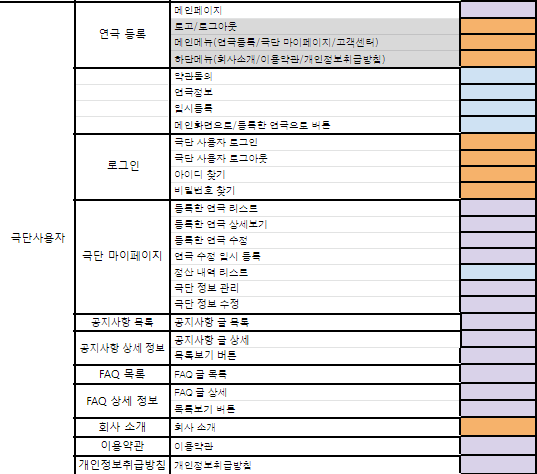 메인페이지
연극 등록
로고/로그아웃
메인메뉴(연극등록/극단 마이페이지/고객센터)
하단메뉴(회사소개/이용약관/개인정보취급방침)
약관동의
연극정보
임시등록
메인화면으로/등록한 연극으로 버튼
로그인
극단 사용자 로그인
극단 사용자 로그아웃
아이디 찾기
비밀번호 찾기
극단사용자
극단 마이페이지
등록한 연극 리스트
등록한 연극 상세보기
등록한 연극 수정
연극 수정 임시 등록
정산 내역 리스트
극단 정보 관리
극단 정보 수정
공지사항 목록
공지사항 글 목록
공지사항 상세 정보
공지사항 글 상세
목록보기 버튼
FAQ 목록
FAQ 글 목록
FAQ 상세 정보
FAQ 글 상세
목록보기 버튼
회사 소개
회사 소개
이용약관
이용약관
개인정보취급방침
개인정보취급방침